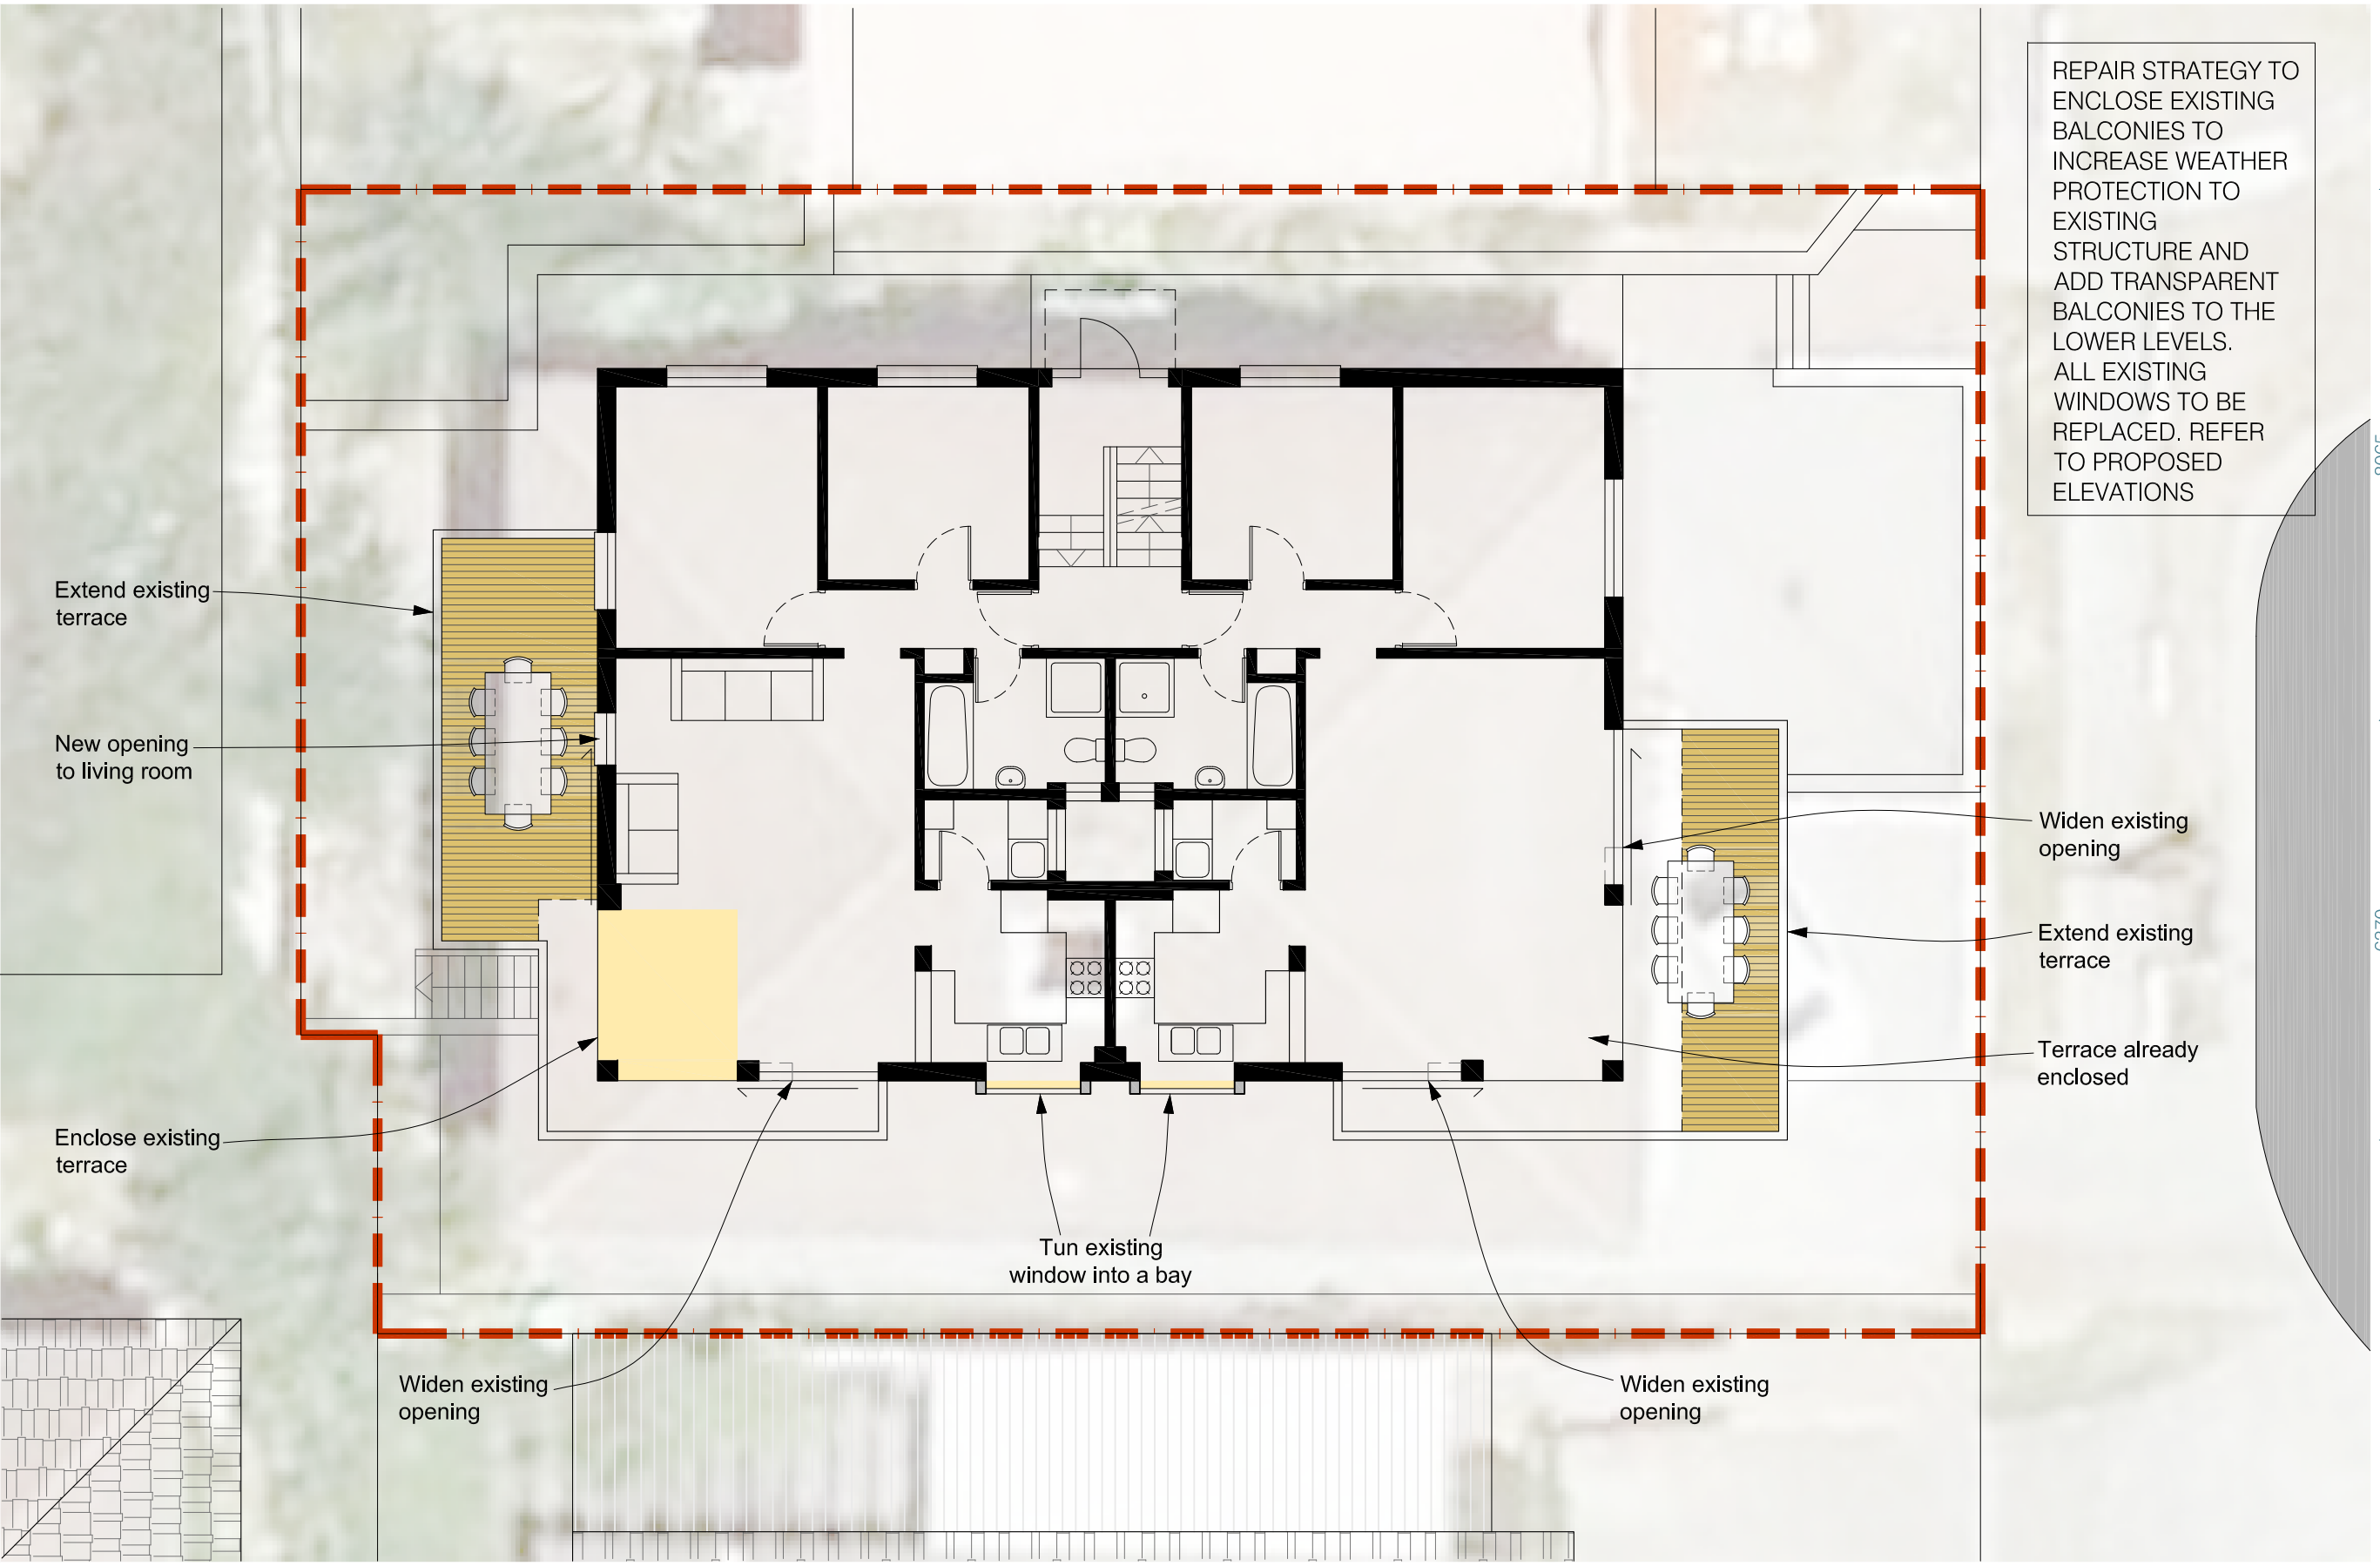 REPAIR STRATEGY TO
ENCLOSE EXISTING
BALCONIES TO
INCREASE WEATHER
PROTECTION TO
EXISTING
STRUCTURE AND
ADD TRANSPARENT
BALCONIES TO THE
LOWER LEVELS.
ALL EXISTING
WINDOWS TO BE
REPLACED. REFER
TO PROPOSED
ELEVATIONS
Extend existing
terrace
New opening
to living room
Enclose existing
terrace
Widen existing
opening
Tun existing
window into a bay
Widen existing
opening
Extend existing
terrace
Terrace already
enclosed
Widen existing
opening